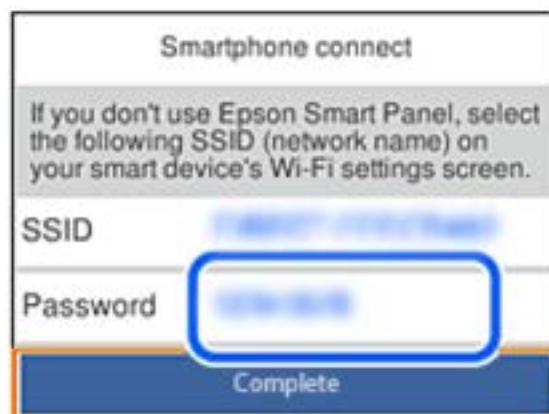 Smartphone connect
If you don't use Epson Smart Panel, select
the following SSID (network name) on
your smart device's Wi-Fi settings screen.
SSID
Password
Complete